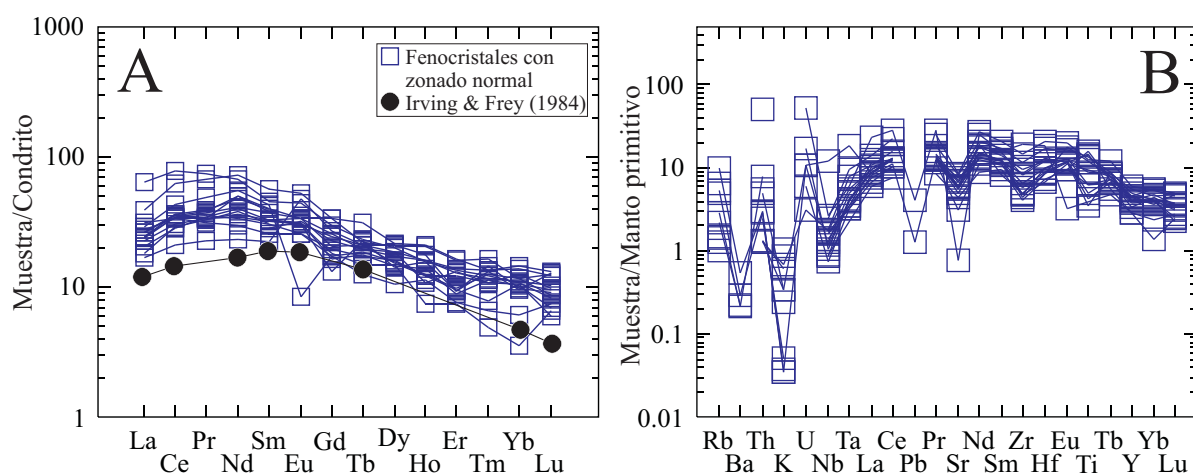 A
B
Muestra/Condrito
1000
100
10
1
Fenocristales con
zonado normal
Irving & Frey (1984)
La Pr Sm Gd Dy Er Yb
Ce Nd Eu Tb Ho Tm Lu
Muestra/Manto primitivo
100
10
1
0.1
0.01
Rb Th U Ta Ce Pr Nd Zr Eu Tb Yb
Ba K Nb La Pb Sr Sm Hf Ti Y Lu